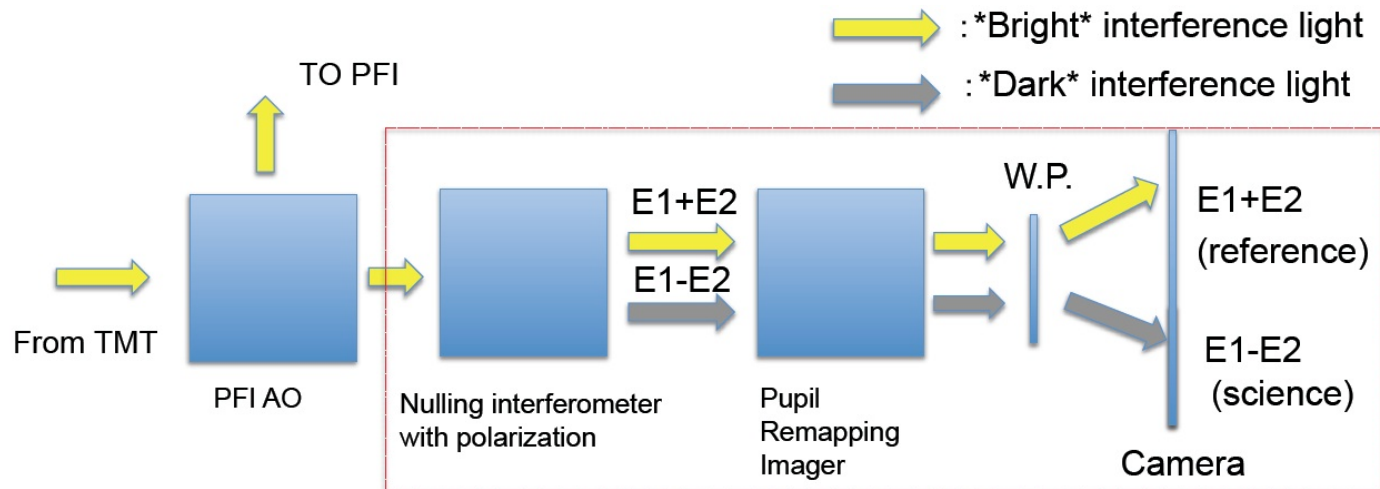 : *Bright* interference light
TO PFI
: *Dark* interference light
W.P.
E1+E2
E1-E2
E1+E2
(reference)
From TMT
E1-E2
(science)
PFI AO
Nulling interferometer
with polarization
Pupil
Remapping
Imager
Camera